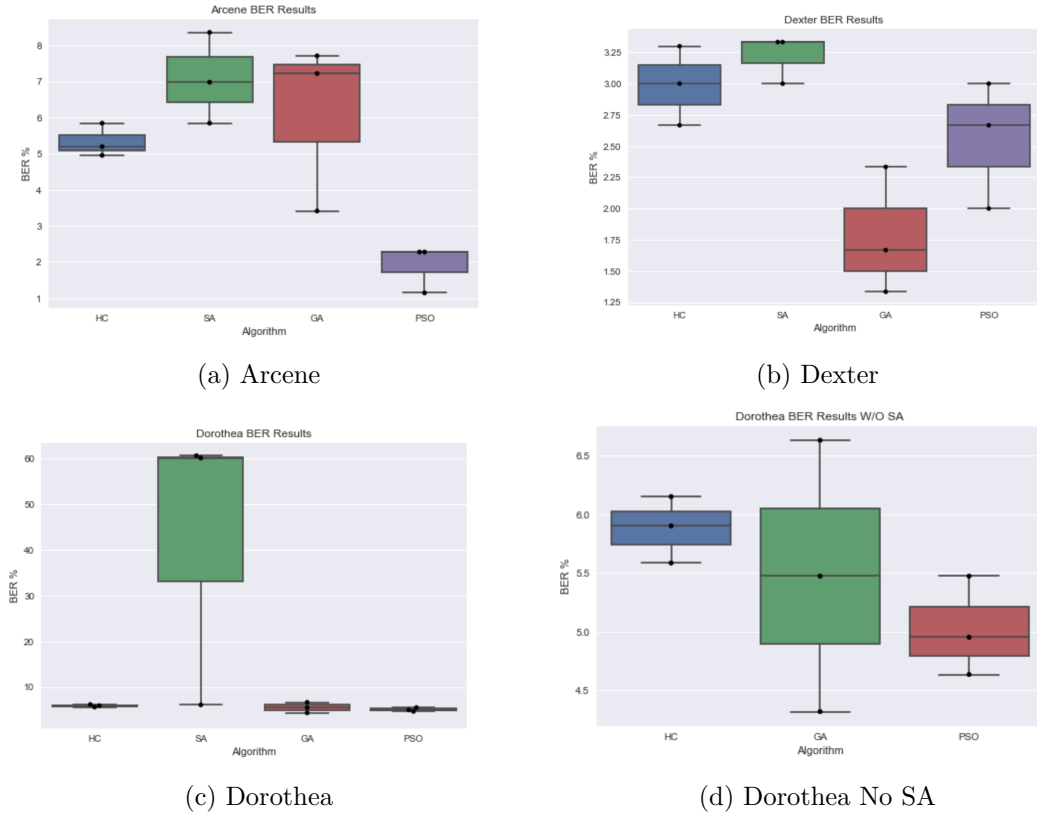 Arcene BER Results
8
7
6
5
4
3
2
1
BER %
HC SA GA PSO
Algorithm
(a) Arcene
Dexter BER Results
3.25
3.00
2.75
2.50
2.25
2.00
1.75
1.50
1.25
BER %
HC SA GA PSO
Algorithm
(b) Dexter
Dorothea BER Results
60
50
40
30
20
10
BER %
HC SA GA PSO
Algorithm
(c) Dorothea
Dorothea BER Results W/O SA
6.5
6.0
5.5
5.0
4.5
BER %
HC GA PSO
Algorithm
(d) Dorothea No SA